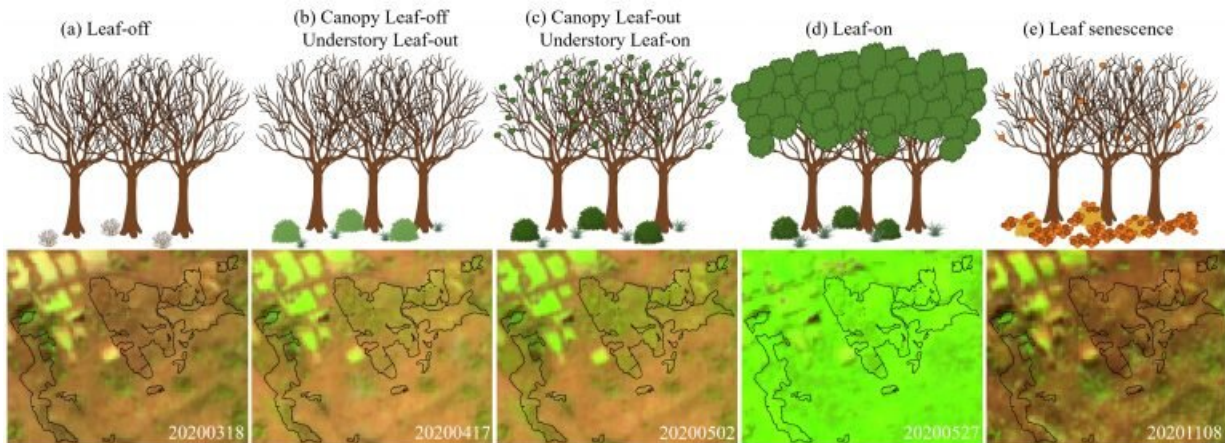 (a) Leaf-off
(b) Canopy Leaf-off
Understory Leaf-out
(c) Canopy Leaf-out
Understory Leaf-on
(d) Leaf-on
(e) Leaf senescence
20200318
20200417
20200502
20200527
20201108